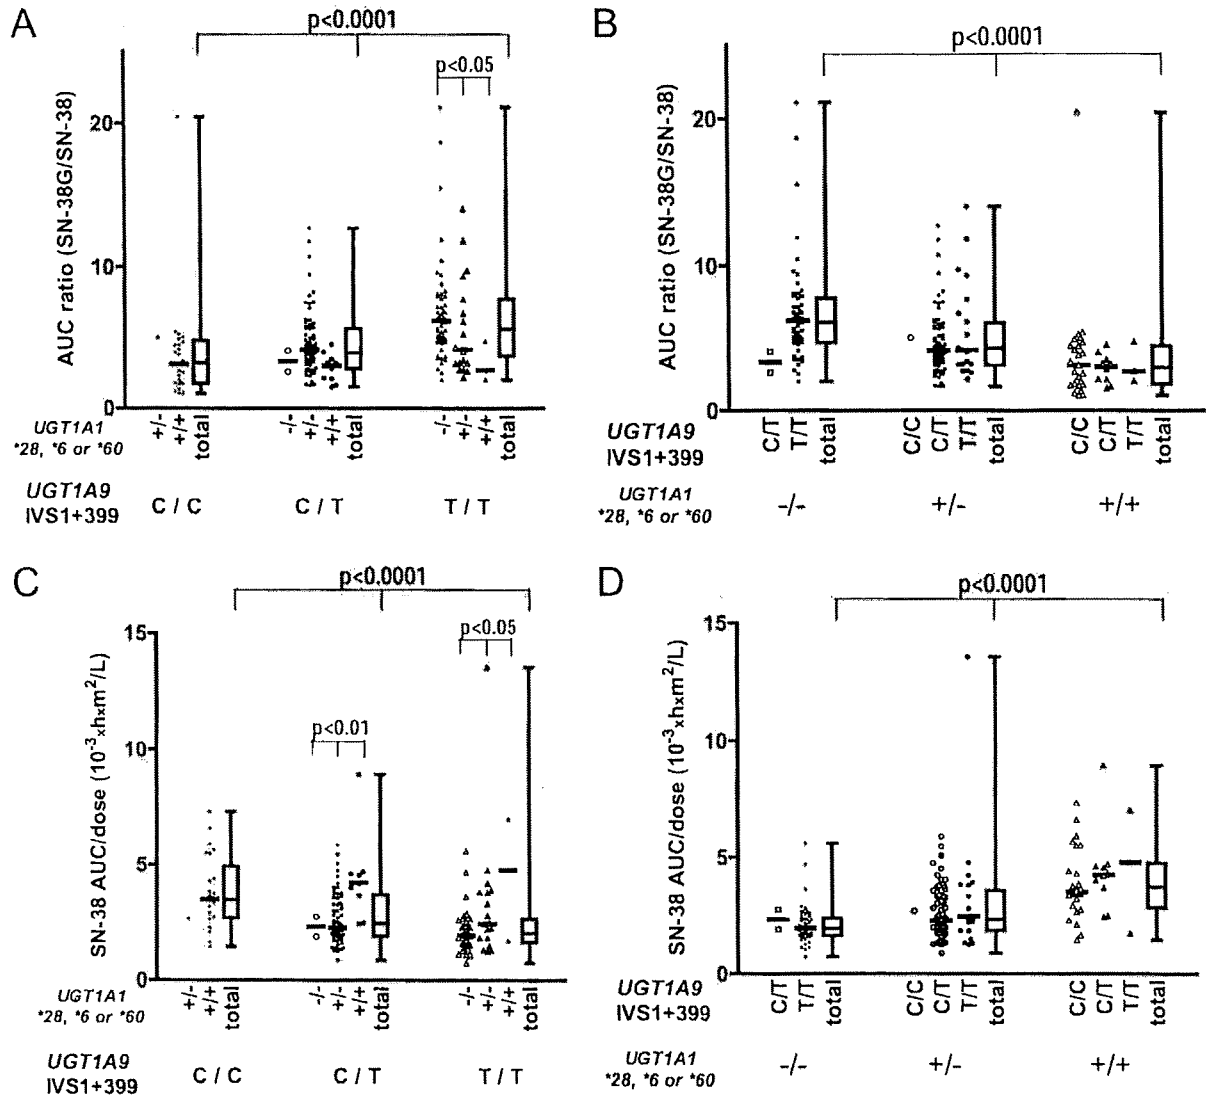 A
p<0.0001
p<0.05
AUC ratio (SN-38G/SN-38)
20
10
0
+/- +/+ total -/- +/- +/+ total -/- +/- +/+ total
UGT1A1
*28, *6 or *60
UGT1A9
IVS1+399
C / C C / T T / T
B
p<0.0001
AUC ratio (SN-38G/SN-38)
20
10
0
C/T T/T total C/C C/T T/T total C/C C/T T/T total
UGT1A9
IVS1+399
UGT1A1
*28, *6 or *60
-/- +/- +/+
C
p<0.0001
p<0.05
p<0.01
SN-38 AUC/dose (10-3xhxm2/L)
15
10
5
0
+/- +/+ total -/- +/- +/+ total -/- +/- +/+ total
UGT1A1
*28, *6 or *60
UGT1A9
IVS1+399
C / C C / T T / T
D
p<0.0001
SN-38 AUC/dose (10-3xhxm2/L)
15
10
5
0
C/T T/T total C/C C/T T/T total C/C C/T T/T total
UGT1A9
IVS1+399
UGT1A1
*28, *6 or *60
-/- +/- +/+